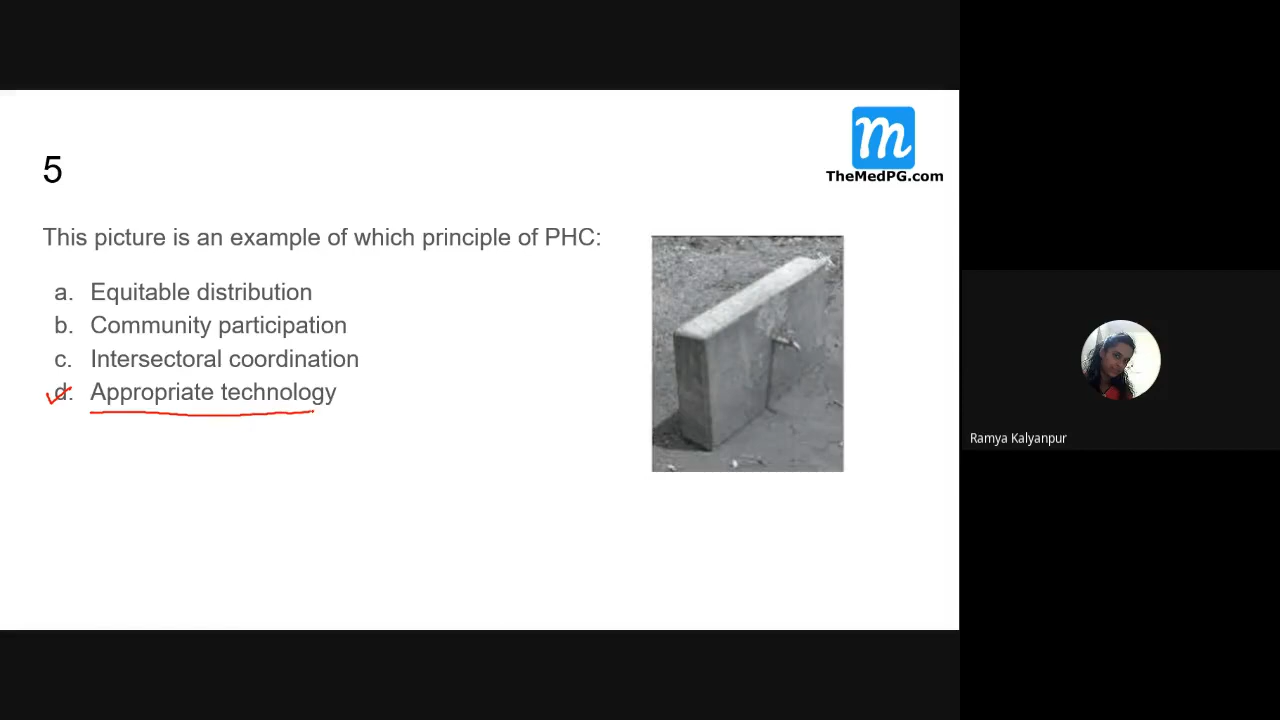 m
TheMedPG.com
5
This picture is an example of which principle of PHC:
a. Equitable distribution
b. Community participation
c. Intersectoral coordination
d. Appropriate technology
Ramya Kalyanpur